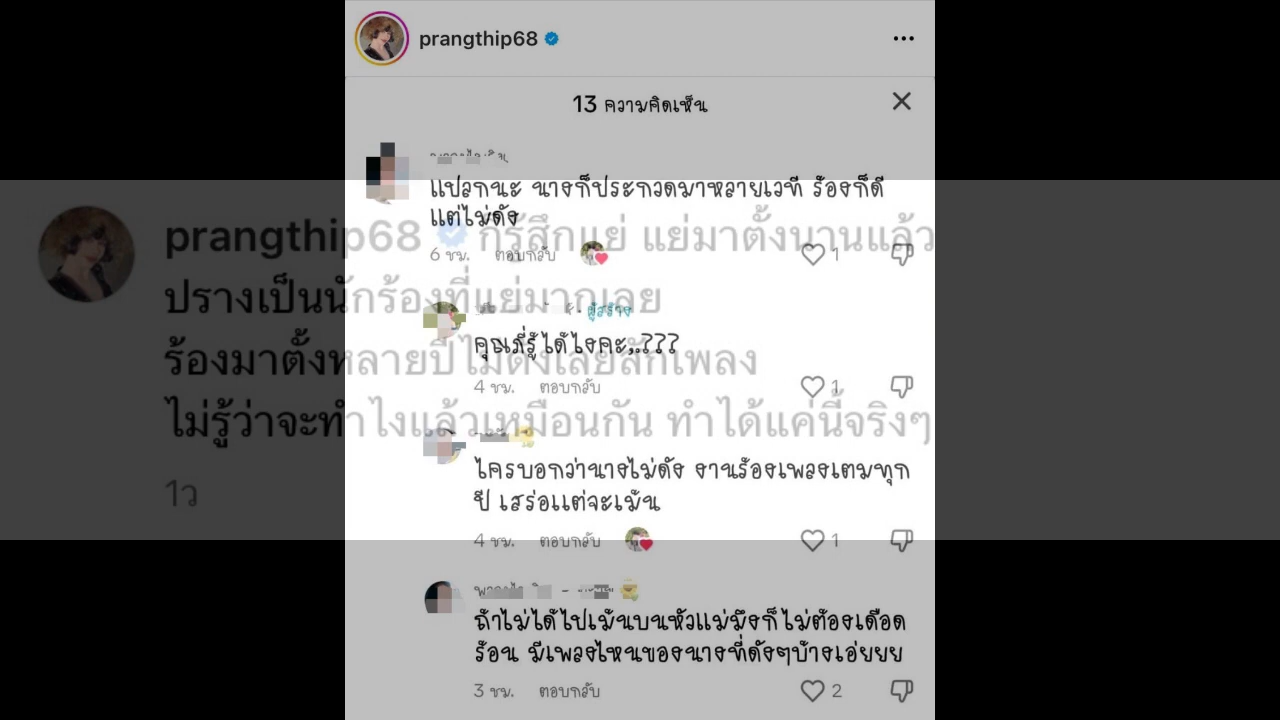 prangthip68
13 ความคิดเห็น
แปลกนะ นางก็ประกวดมาหลายเวที ร้องก็ดี
แต่ไม่ดัง
6 ชม. ตอบกลับ 1
prangthip68 ก็รู้สึกแย่ แย่มาตั้งนานแล้ว
ปรางเป็นนักร้องที่แย่มากเลย
ผู้สร้าง
คุณภี่รู้ได้ไงคะ,.???
ร้องมาตั้งหลายปี ไม่ดังเลยสักเพลง
4 ชม. ตอบกลับ 1
ไม่รู้ว่าจะทำไงแล้วเหมือนกัน ทำได้แค่นี้จริงๆ
ใครบอกว่านางไม่ดัง งานร้องเพลงเตมทุก
ปี เสร่อแต่จะเม้น
1ว
4 ชม. ตอบกลับ 1
ถ้าไม่ได้ไปเม้นบนหัวแม่มึงก็ไม่ต้องเดือด
ร้อน มีเพลงไหนของนางที่ดังๆบ้างเอ่ยยย
3 ชม. ตอบกลับ 2